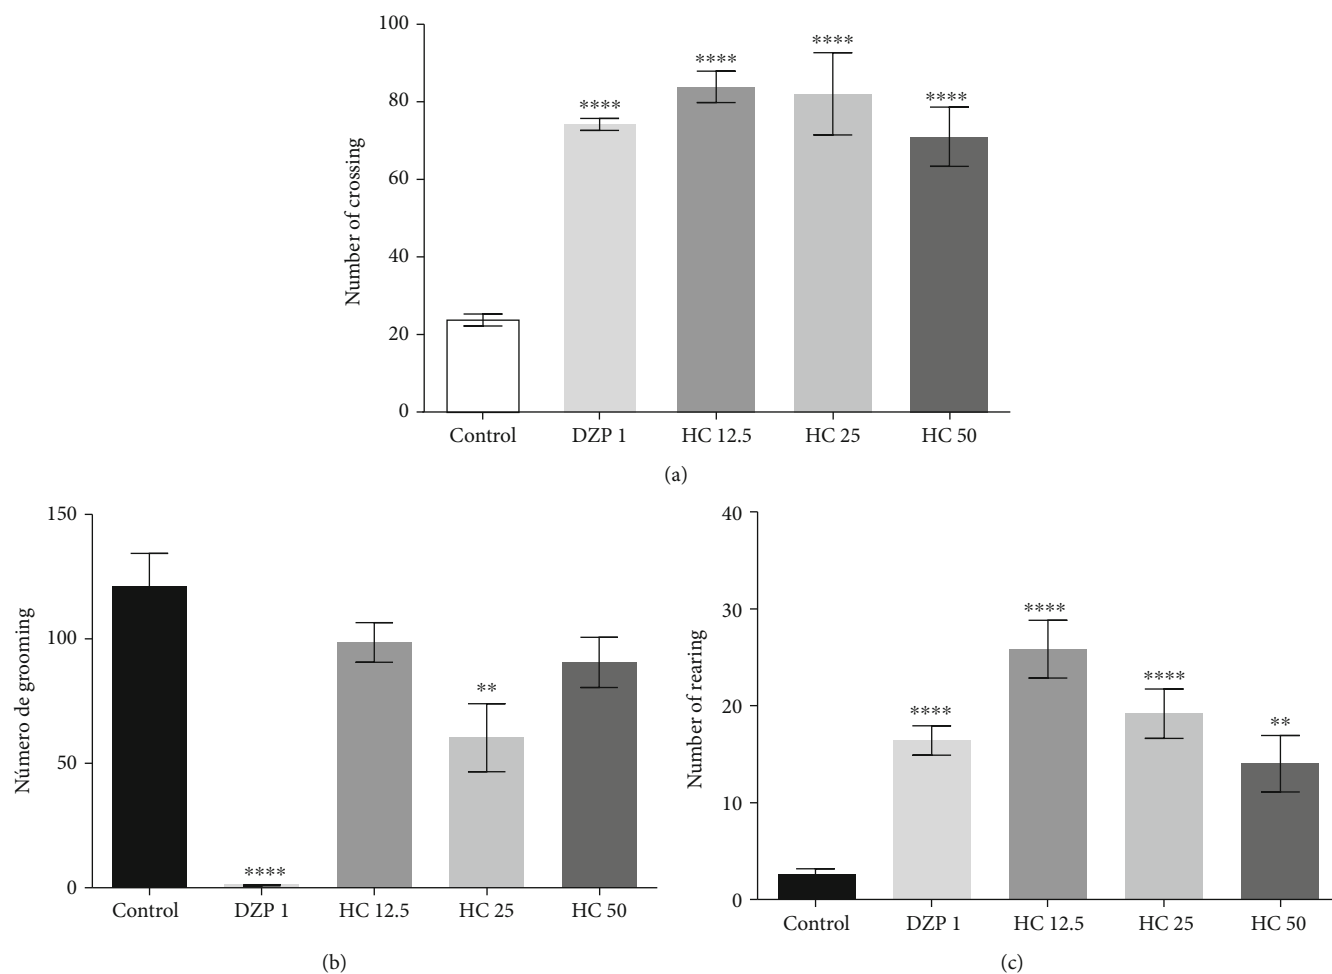 100
80
60
40
20
0
Number of crossing
****
****
****
****
Control DZP 1 HC 12.5 HC 25 HC 50
(a)
150
100
50
0
Número de grooming
****
**
Control DZP 1 HC 12.5 HC 25 HC 50
(b)
40
30
20
10
0
Number of rearing
****
****
****
**
Control DZP 1 HC 12.5 HC 25 HC 50
(c)